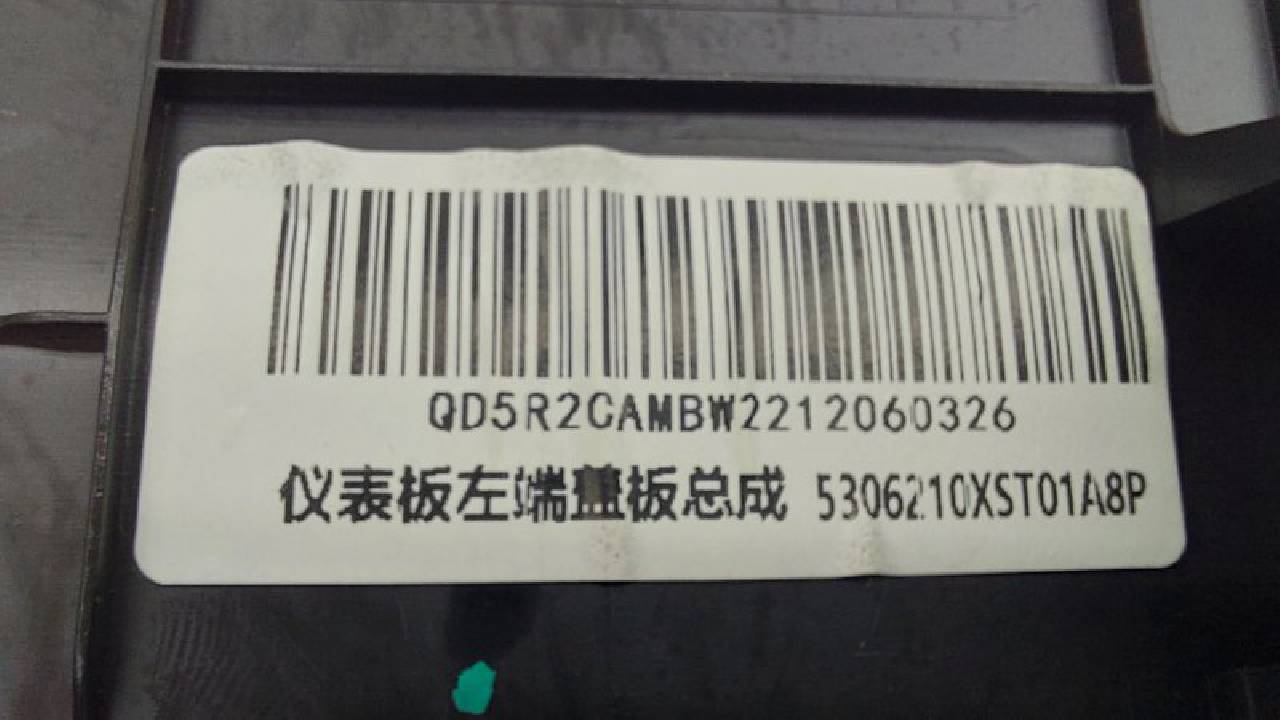 QD5R2CAMBW2212060326
仪表板左端盖板总成 5306210XST01A8P